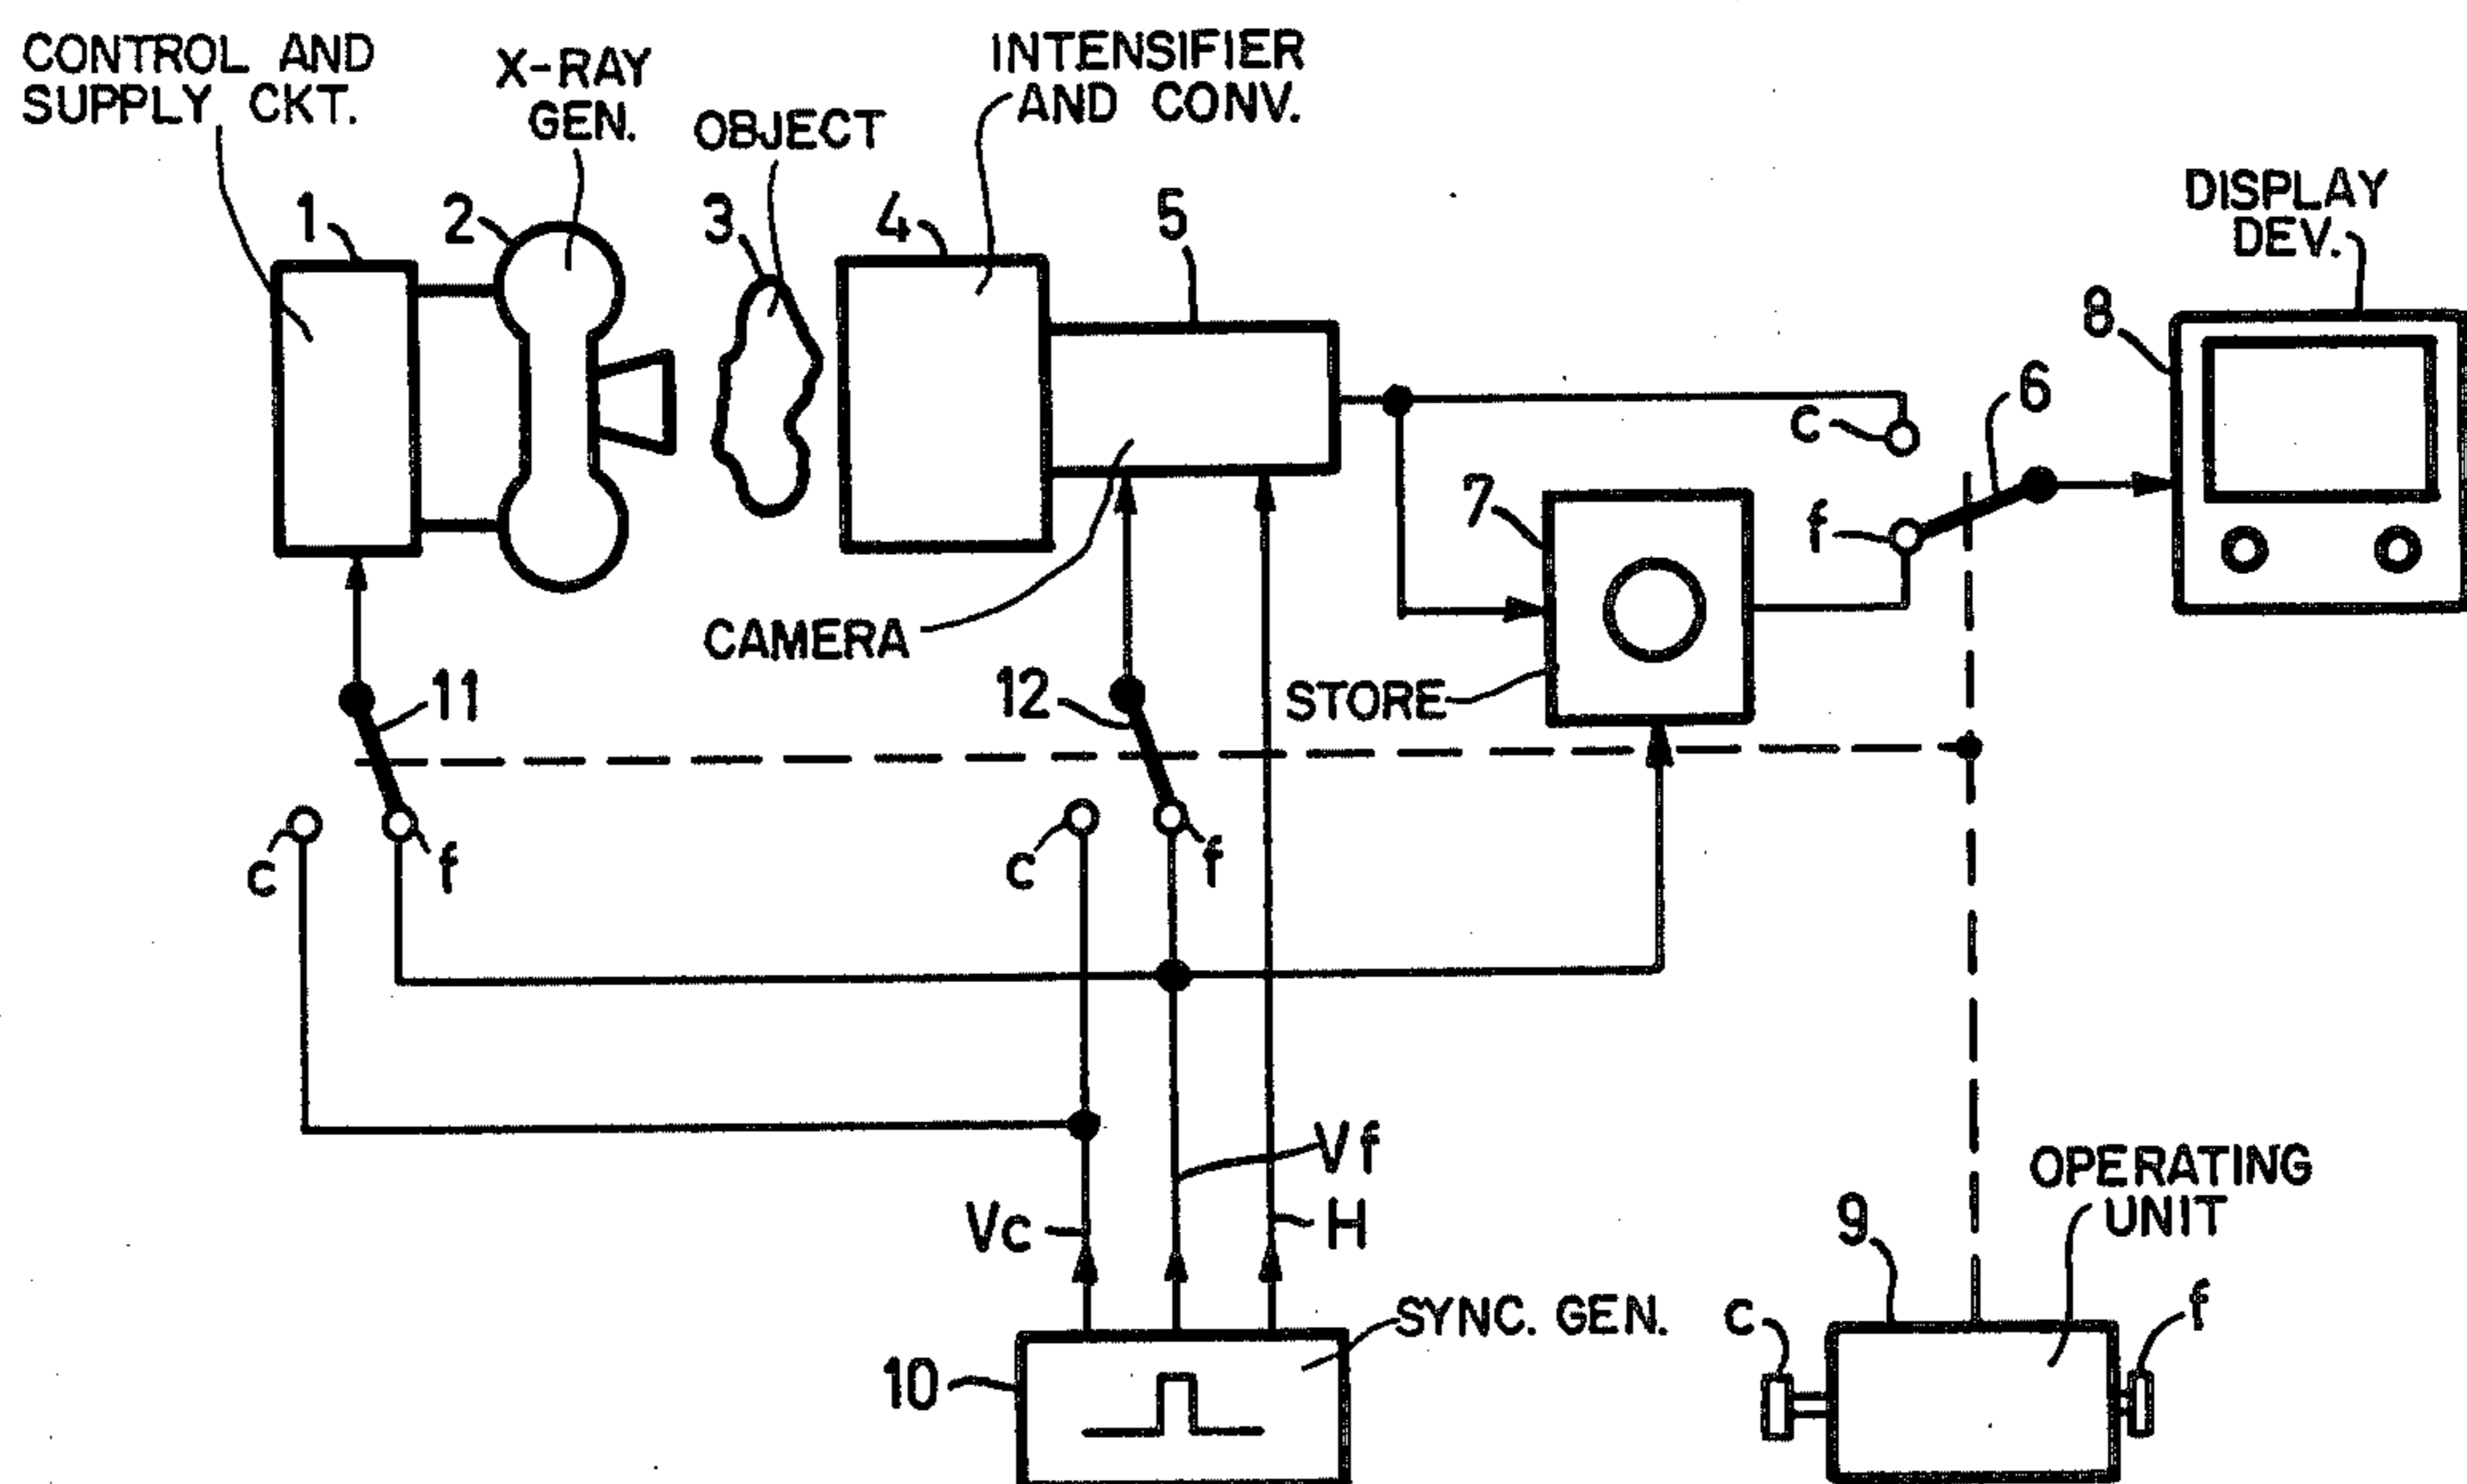 CONTROL AND
SUPPLY CKT.
X-RAY
GEN.
OBJECT
INTENSIFIER
AND CONV.
DISPLAY
DEV.
1
2
3
4
5
8
6
c
f
7
CAMERA
STORE
11
12
c
f
c
f
Vf
Vc
H
OPERATING
UNIT
9
SYNC. GEN.
10
c
f